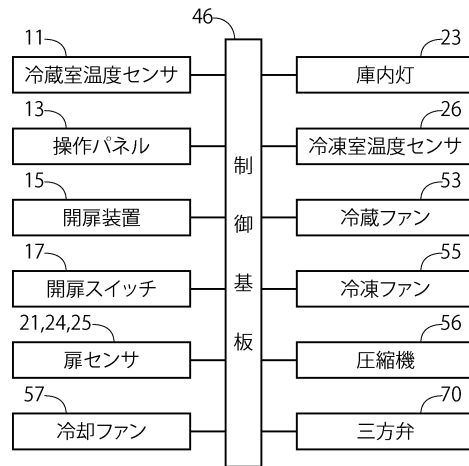 46
11
冷蔵室温度センサ
13
操作パネル
15
開扉装置
17
開扉スイッチ
21,24,25
扉センサ
57
冷却ファン
制御基板
23
庫内灯
26
冷凍室温度センサ
53
冷蔵ファン
55
冷凍ファン
56
圧縮機
70
三方弁